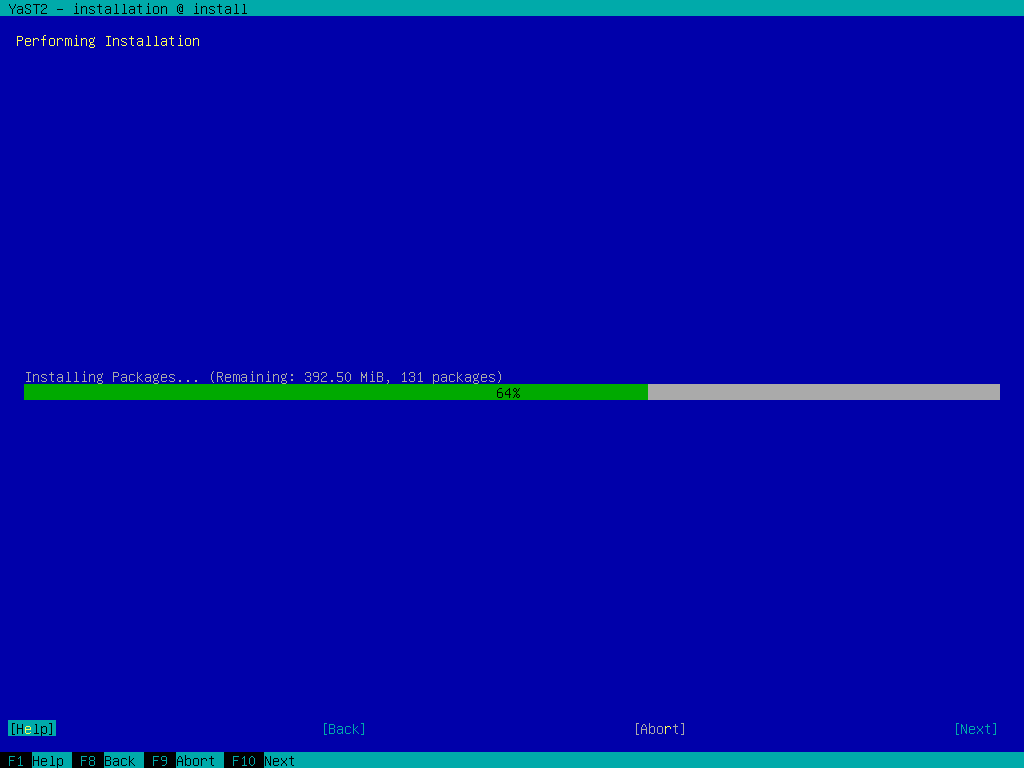 YaST2 - installation @ install
Performing Installation
Installing Packages... (Remaining: 392.50 MiB, 131 packages)
64%
[Help] [Back] [Abort] [Next]
F1 Help F8 Back F9 Abort F10 Next